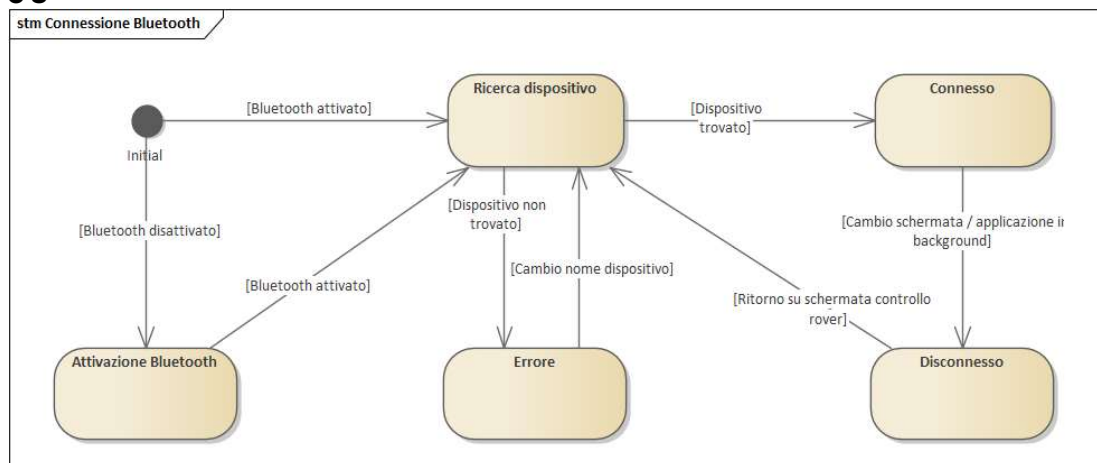 stm Connessione Bluetooth
Ricerca dispositivo
Connesso
[Bluetooth attivato]
[Dispositivo
trovato]
Initial
[Dispositivo non
trovato]
[Cambio schermata / applicazione in
background]
[Bluetooth disattivato]
[Cambio nome dispositivo]
[Bluetooth attivato]
[Ritorno su schermata controllo
rover]
Attivazione Bluetooth
Errore
Disconnesso